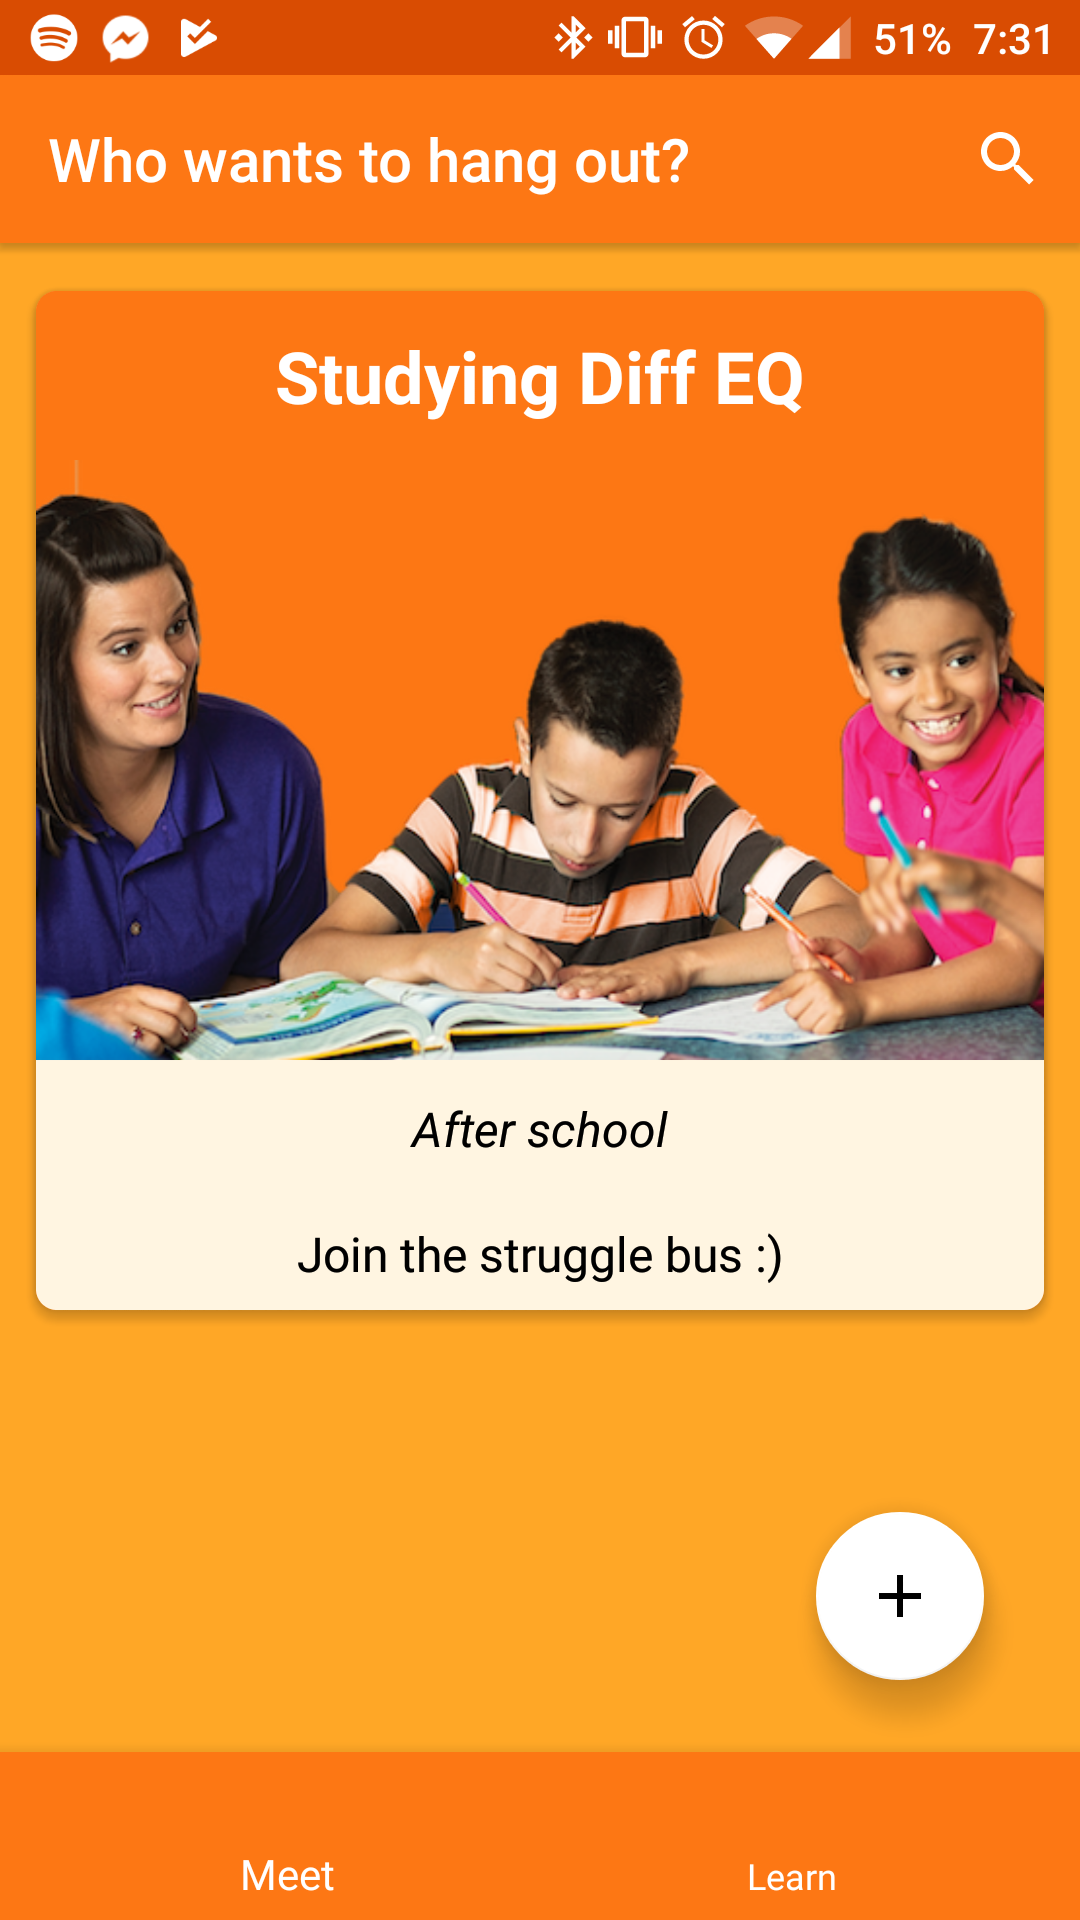 51% 7:31
Who wants to hang out?
Studying Diff EQ
After school
Join the struggle bus :)
Meet
Learn